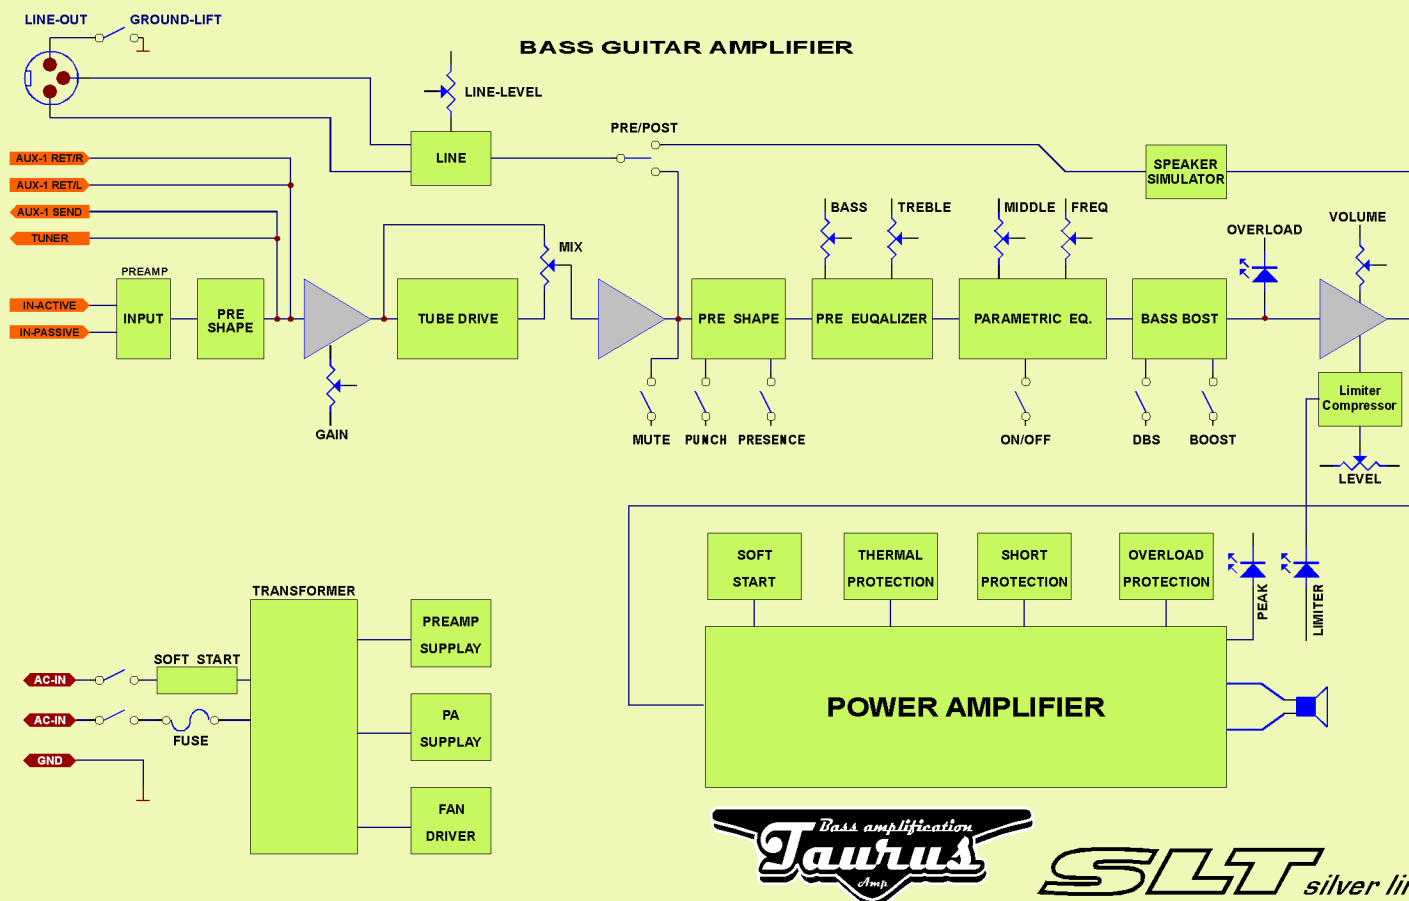 LINE-OUT
GROUND-LIFT
BASS GUITAR AMPLIFIER
LINE-LEVEL
PRE/POST
LINE
SPEAKER
SIMULATOR
AUX-1 RET/R
AUX-1 RET/L
AUX-1 SEND
TUNER
BASS
TREBLE
MIDDLE
FREQ
VOLUME
OVERLOAD
MIX
PREAMP
IN-ACTIVE
IN-PASSIVE
INPUT
PRE
SHAPE
TUBE DRIVE
PRE SHAPE
PRE EUQALIZER
PARAMETRIC EQ.
BASS BOST
Limiter
Compressor
GAIN
MUTE
PUNCH
PRESENCE
ON/OFF
DBS
BOOST
LEVEL
SOFT
START
THERMAL
PROTECTION
SHORT
PROTECTION
OVERLOAD
PROTECTION
PEAK
LIMITER
TRANSFORMER
PREAMP
SUPPLAY
SOFT START
AC-IN
AC-IN
FUSE
GND
PA
SUPPLAY
FAN
DRIVER
POWER AMPLIFIER
Bass amplification
Taurus
Amp
SLT
silver lin